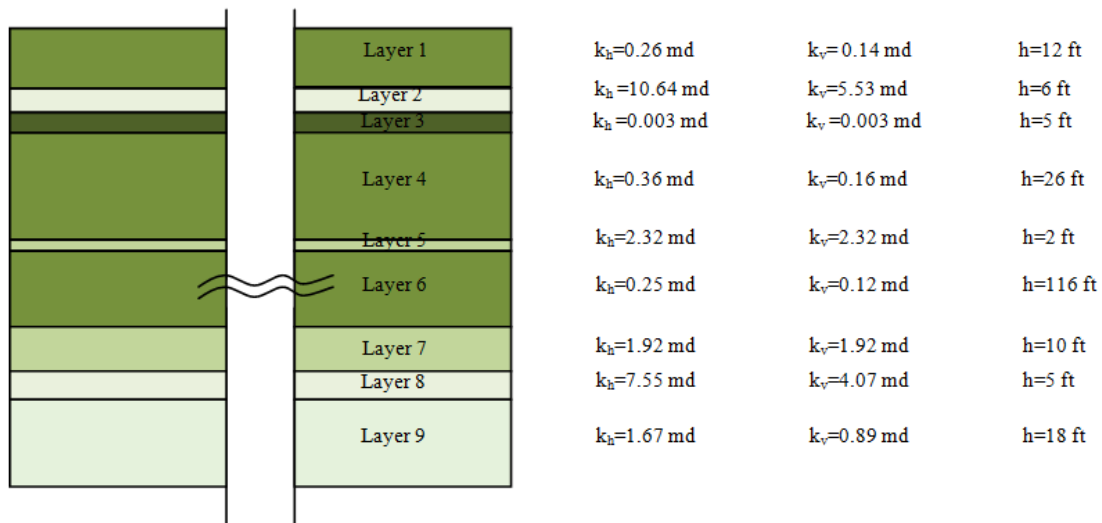 Layer 1 kₕ=0.26 md kᵥ= 0.14 md h=12 ft
Layer 2 kₕ =10.64 md kᵥ=5.53 md h=6 ft
Layer 3 kₕ=0.003 md kᵥ =0.003 md h=5 ft
Layer 4 kₕ=0.36 md kᵥ=0.16 md h=26 ft
Layer 5 kₕ=2.32 md kᵥ=2.32 md h=2 ft
Layer 6 kₕ=0.25 md kᵥ=0.12 md h=116 ft
Layer 7 kₕ=1.92 md kᵥ=1.92 md h=10 ft
Layer 8 kₕ=7.55 md kᵥ=4.07 md h=5 ft
Layer 9 kₕ=1.67 md kᵥ=0.89 md h=18 ft